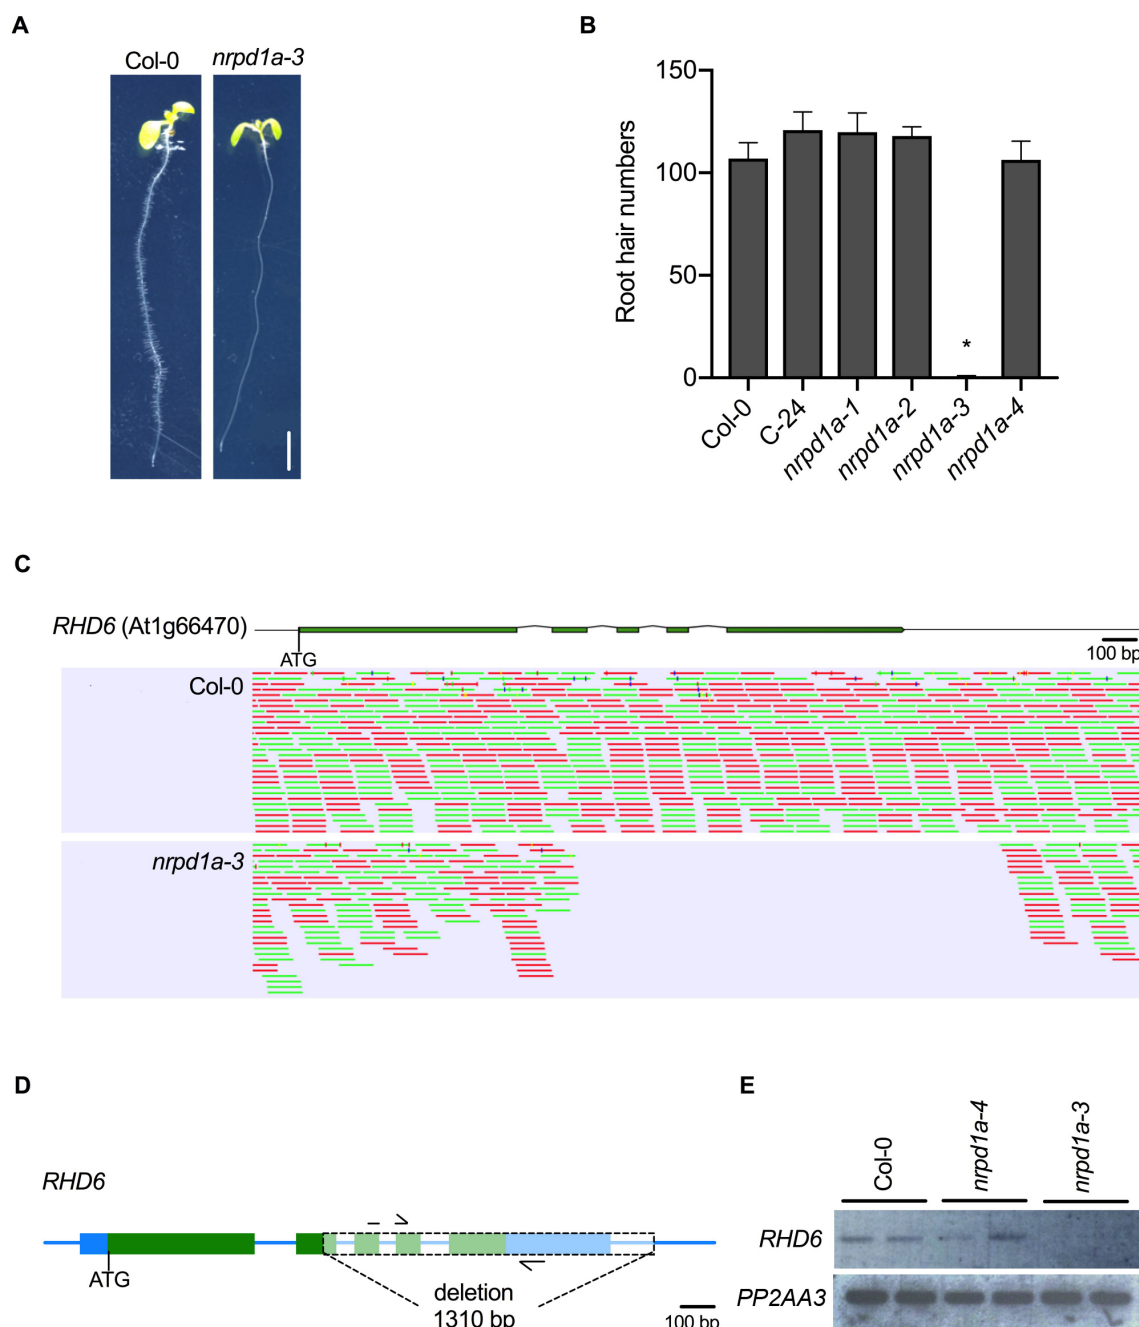 A
B
Col-0
nrpd1a-3
Root hair numbers
150
100
50
0
*
Col-0
C-24
nrpd1a-1
nrpd1a-2
nrpd1a-3
nrpd1a-4
C
RHD6 (At1g66470)
ATG
100 bp
Col-0
nrpd1a-3
D
E
RHD6
ATG
deletion
1310 bp
100 bp
Col-0
nrpd1a-4
nrpd1a-3
RHD6
PP2AA3